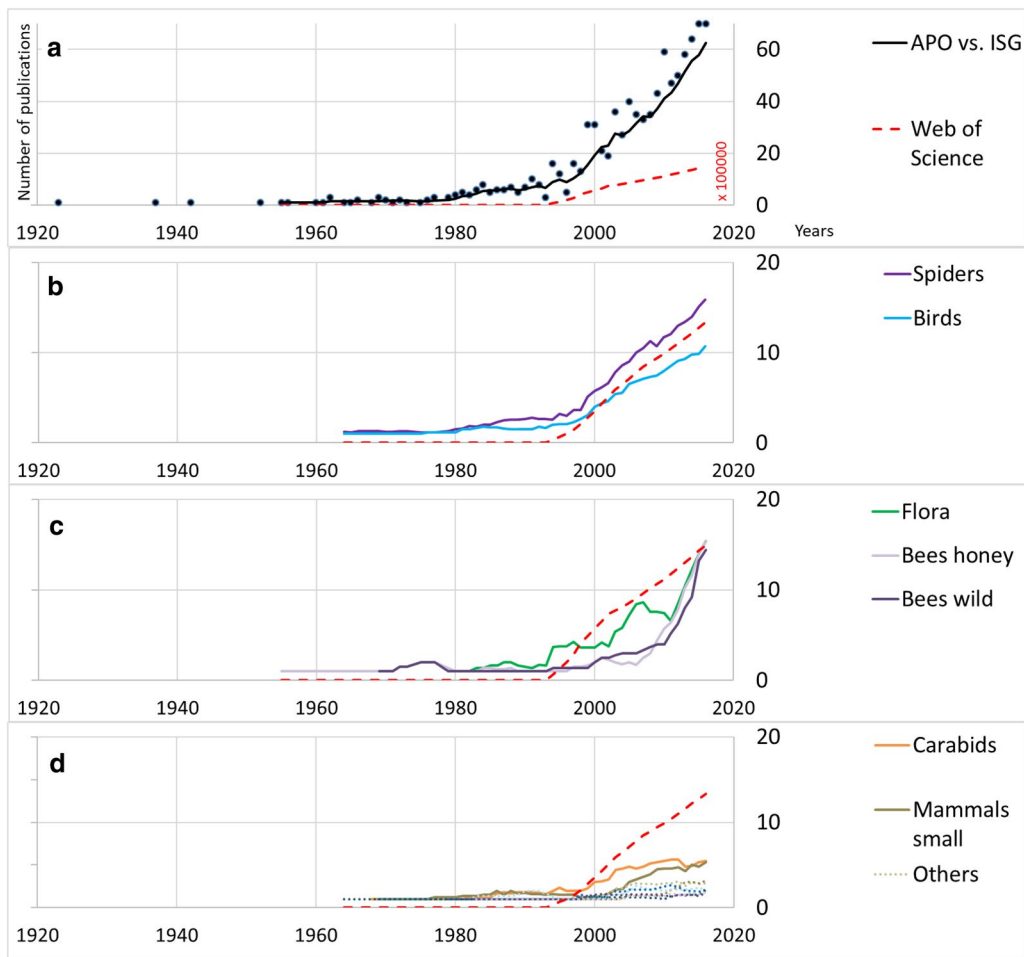 a
Number of publications
60
40
20
0
x 100000
1920 1940 1960 1980 2000 2020 Years
APO vs. ISG
Web of
Science
b
20
10
0
1920 1940 1960 1980 2000 2020
Spiders
Birds
c
20
10
0
1920 1940 1960 1980 2000 2020
Flora
Bees honey
Bees wild
d
20
10
0
1920 1940 1960 1980 2000 2020
Carabids
Mammals
small
Others